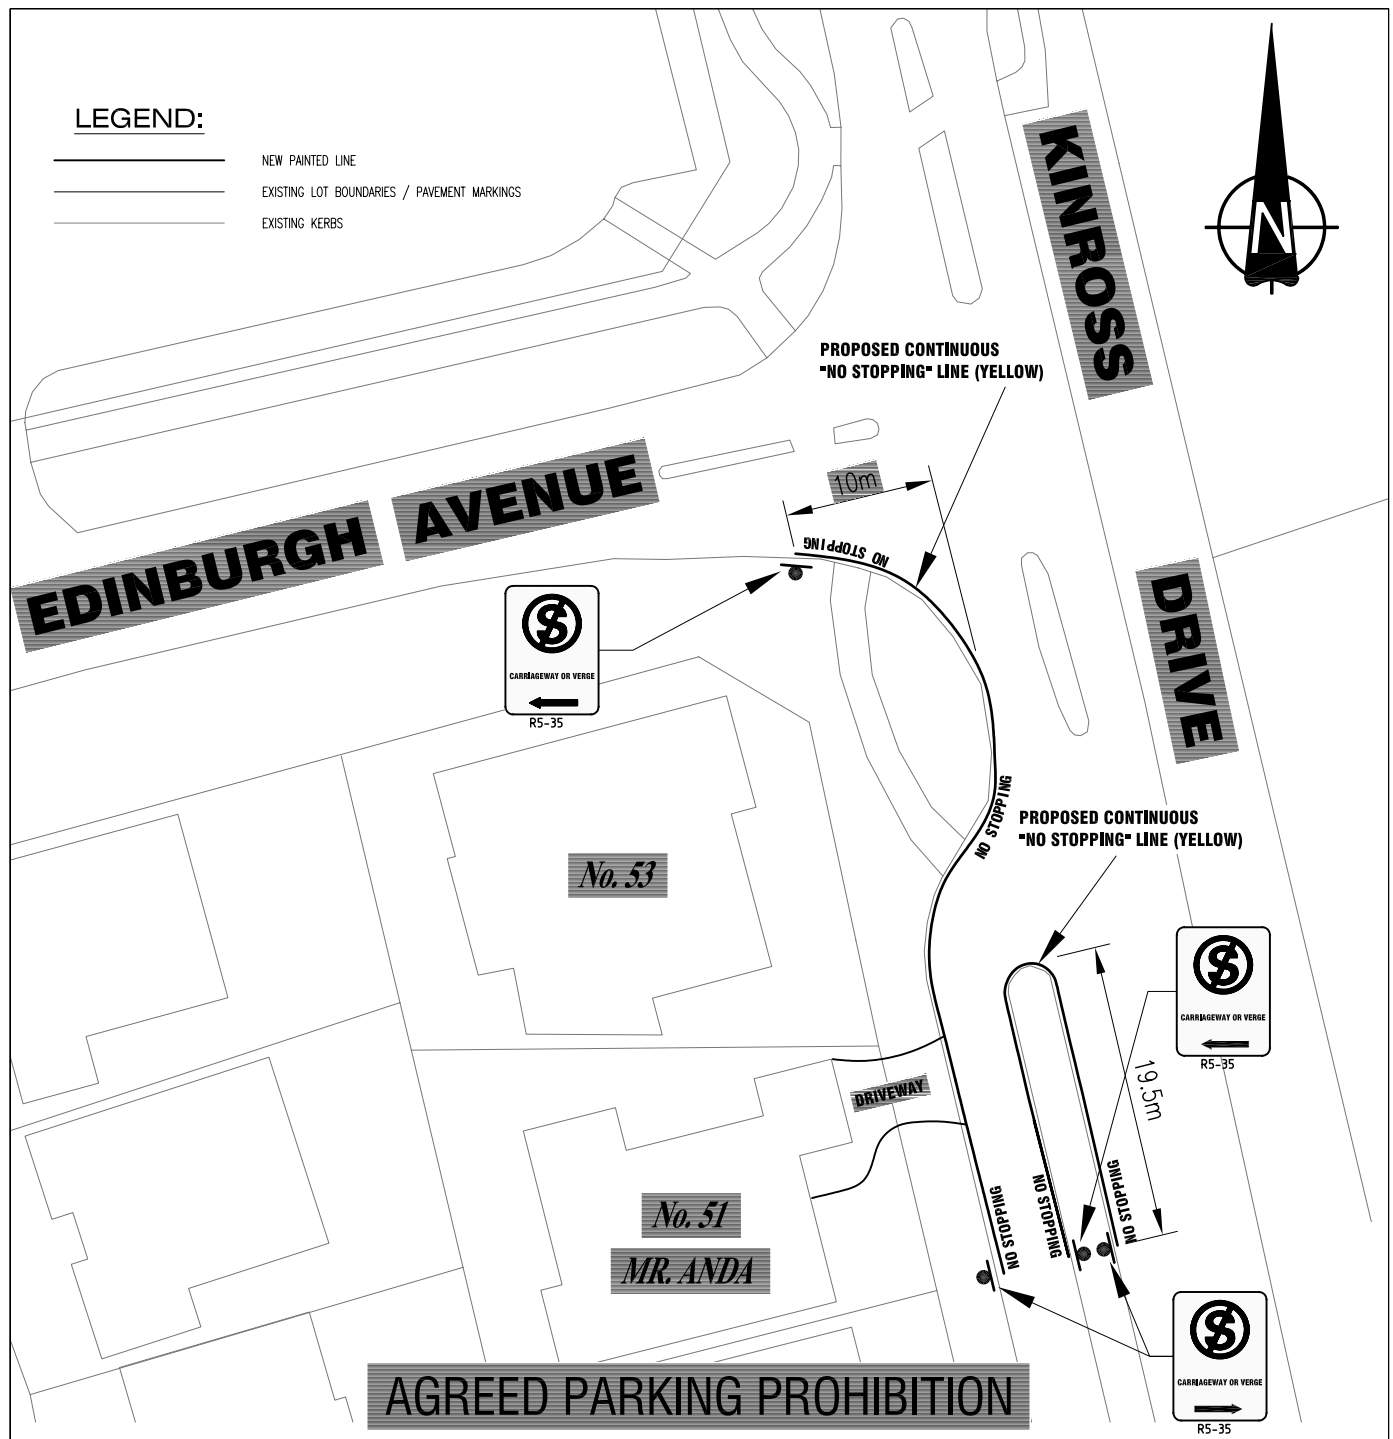 LEGEND:
NEW PAINTED LINE
EXISTING LOT BOUNDARIES / PAVEMENT MARKINGS
EXISTING KERBS
N
KINROSS
DRIVE
PROPOSED CONTINUOUS
"NO STOPPING" LINE (YELLOW)
EDINBURGH AVENUE
10m
NO STOPPING
S
CARRIAGEWAY OR VERGE
R5-35
NO STOPPING
PROPOSED CONTINUOUS
"NO STOPPING" LINE (YELLOW)
No. 53
S
CARRIAGEWAY OR VERGE
R5-35
19.5m
DRIVEWAY
NO STOPPING
NO STOPPING
NO STOPPING
No. 51
MR. ANDA
S
CARRIAGEWAY OR VERGE
R5-35
AGREED PARKING PROHIBITION